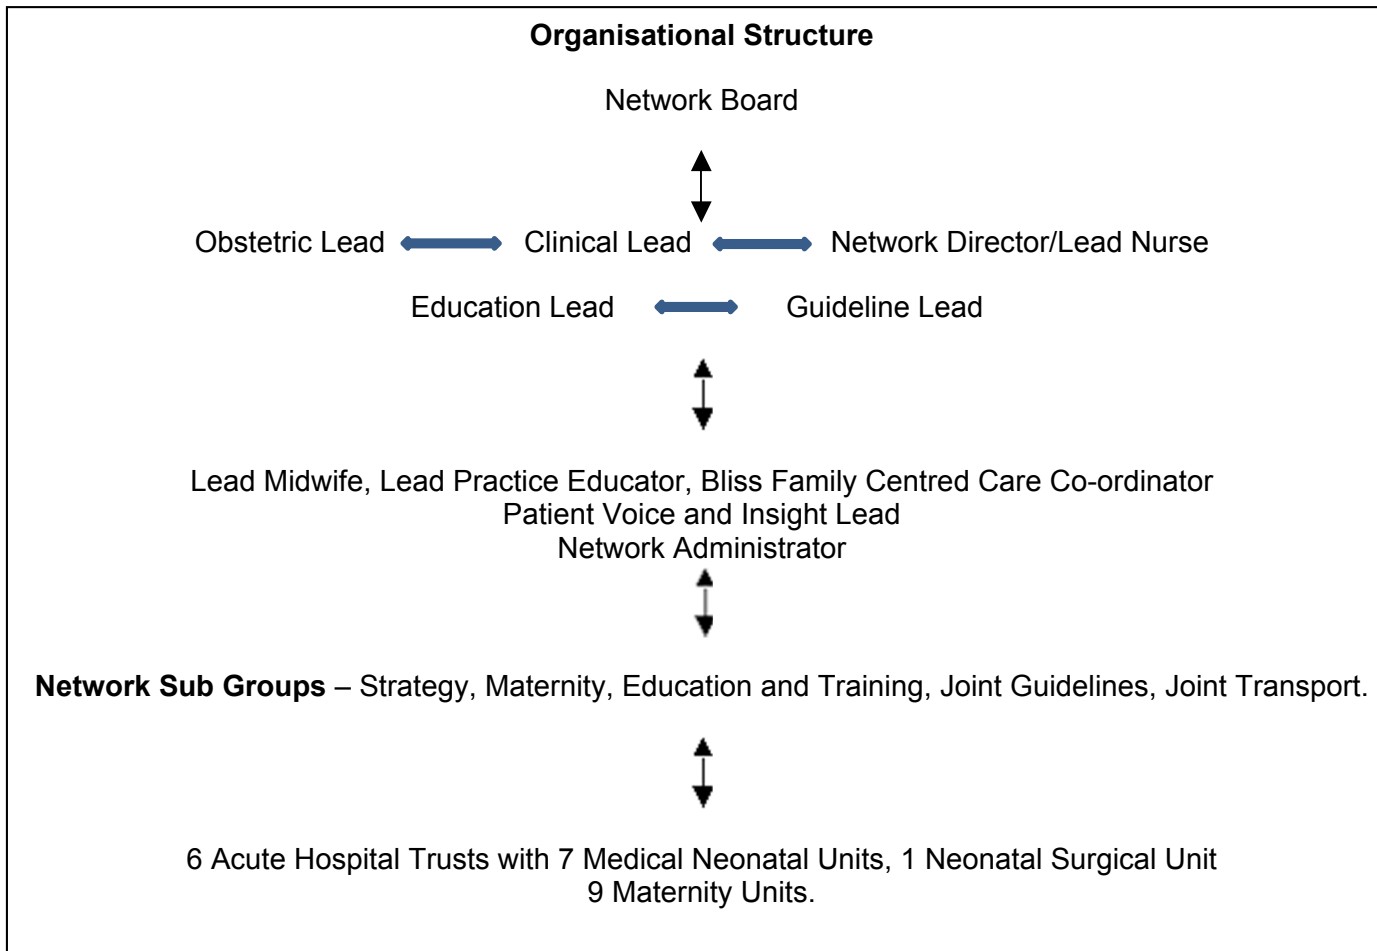 Organisational Structure
Network Board
Obstetric Lead Clinical Lead Network Director/Lead Nurse
Education Lead Guideline Lead
Lead Midwife, Lead Practice Educator, Bliss Family Centred Care Co-ordinator
Patient Voice and Insight Lead
Network Administrator
Network Sub Groups – Strategy, Maternity, Education and Training, Joint Guidelines, Joint Transport.
6 Acute Hospital Trusts with 7 Medical Neonatal Units, 1 Neonatal Surgical Unit
9 Maternity Units.